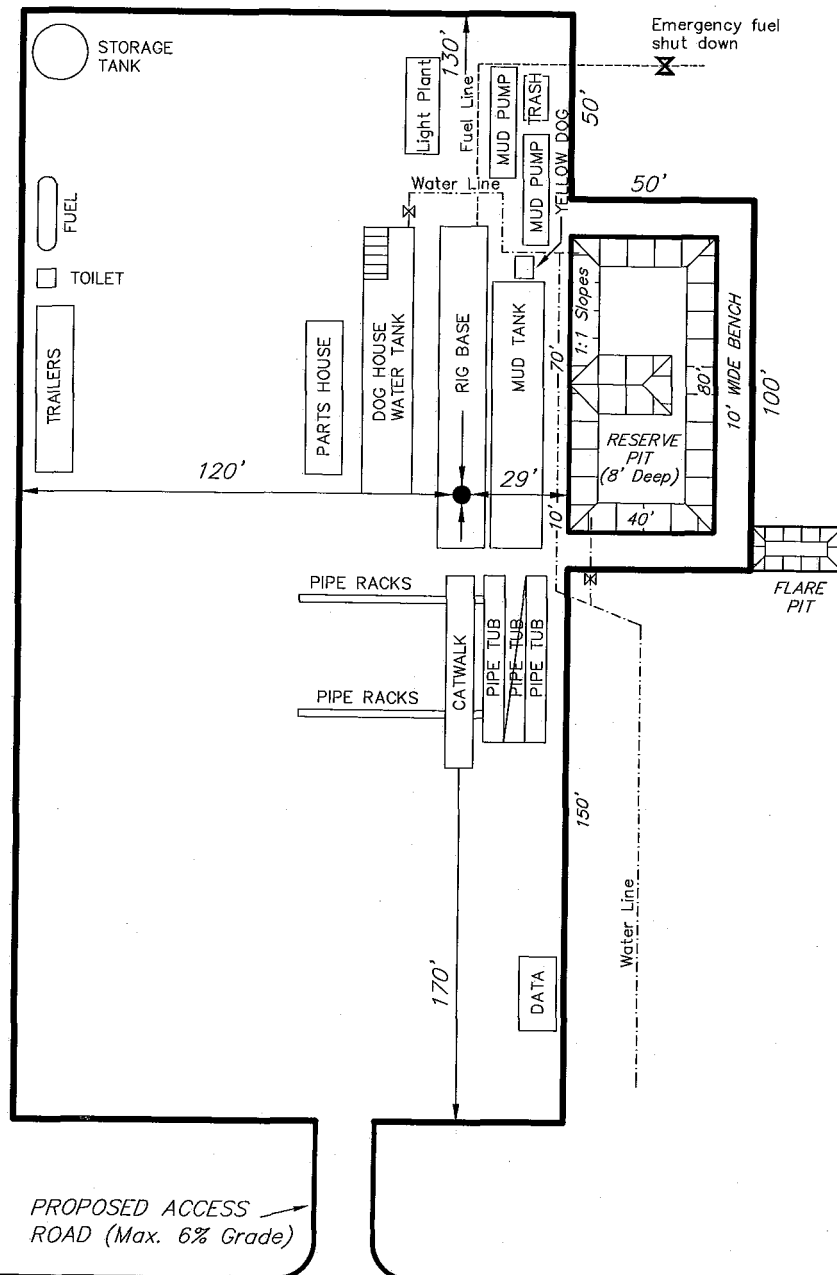 Emergency fuel
shut down
STORAGE
TANK
130'
Light Plant
Fuel Line
MUD PUMP
TRASH
MUD PUMP
YELLOW DOG
50'
50'
Water Line
FUEL
TOILET
TRAILERS
PARTS HOUSE
DOG HOUSE
WATER TANK
RIG BASE
MUD TANK
70'
1:1 Slopes
80'
10' WIDE BENCH
100'
RESERVE
PIT
(8' Deep)
40'
120'
29'
10'
FLARE
PIT
PIPE RACKS
PIPE RACKS
CATWALK
PIPE TUB
PIPE TUB
PIPE TUB
150'
Water Line
170'
DATA
PROPOSED ACCESS
ROAD (Max. 6% Grade)